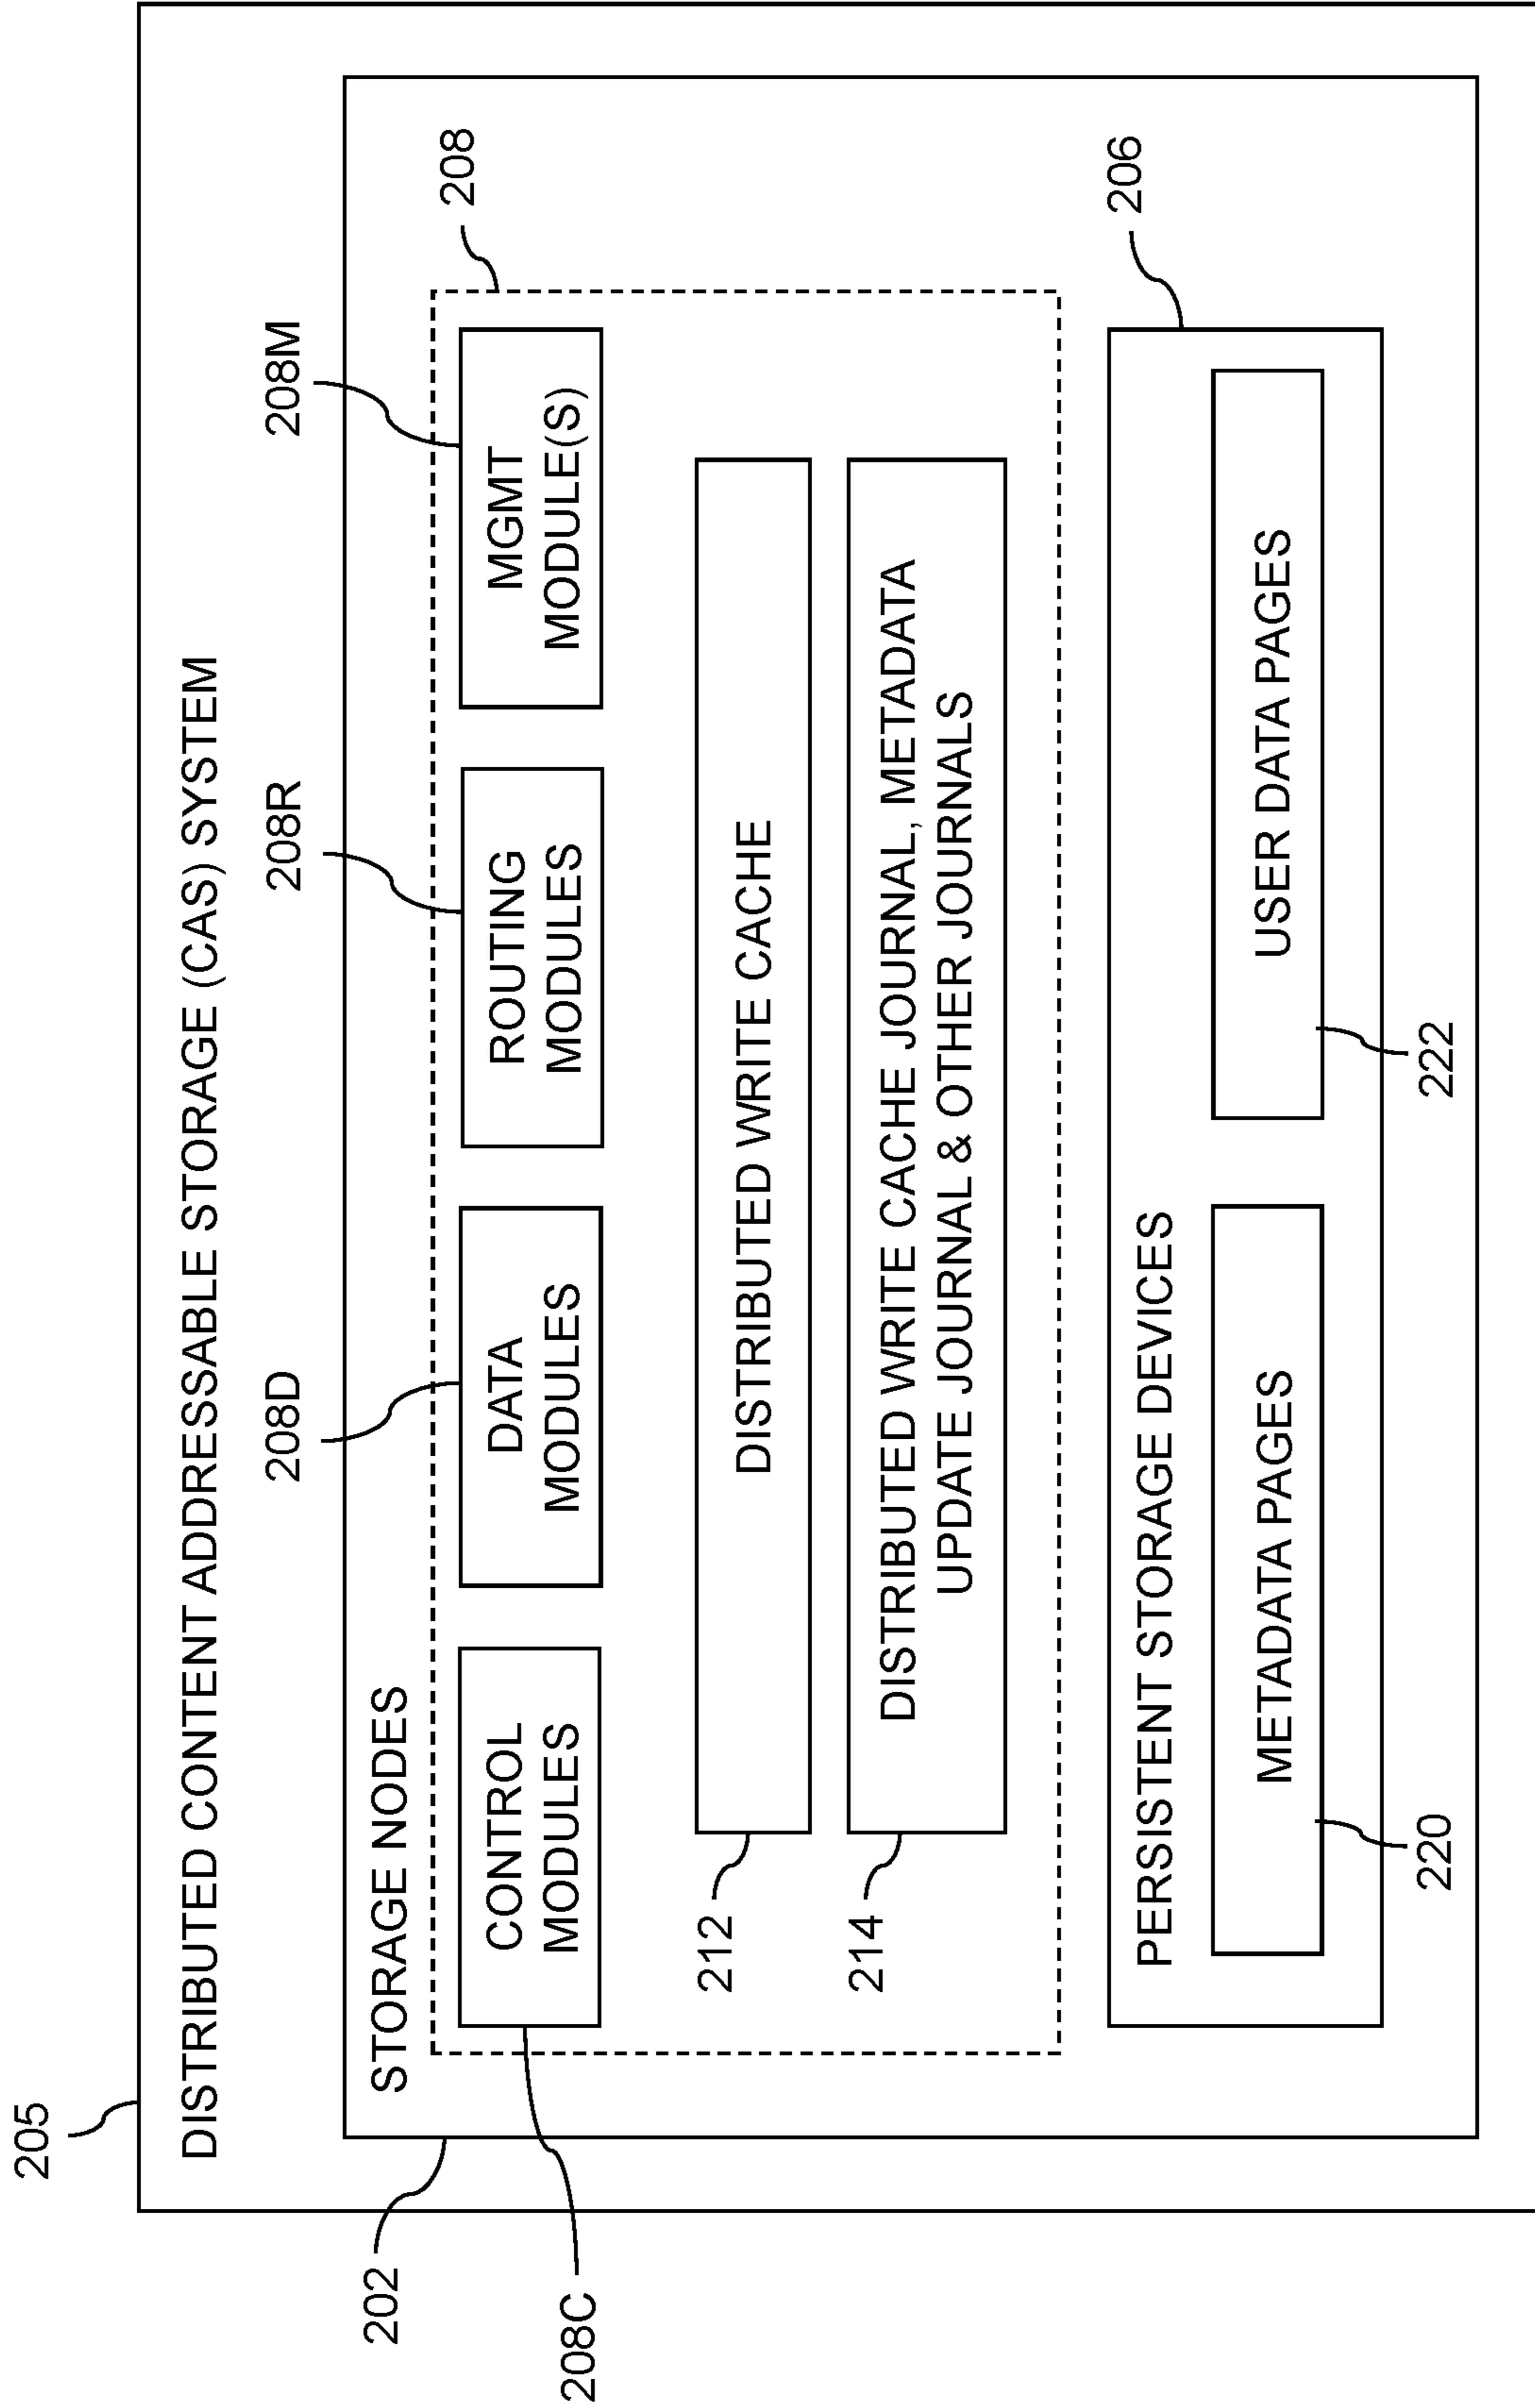 205
DISTRIBUTED CONTENT ADDRESSABLE STORAGE (CAS) SYSTEM
202
STORAGE NODES
208C
208D
208R
208M
208
CONTROL
MODULES
DATA
MODULES
ROUTING
MODULES
MGMT
MODULE(S)
212
DISTRIBUTED WRITE CACHE
214
DISTRIBUTED WRITE CACHE JOURNAL, METADATA
UPDATE JOURNAL & OTHER JOURNALS
206
PERSISTENT STORAGE DEVICES
METADATA PAGES
USER DATA PAGES
220
222